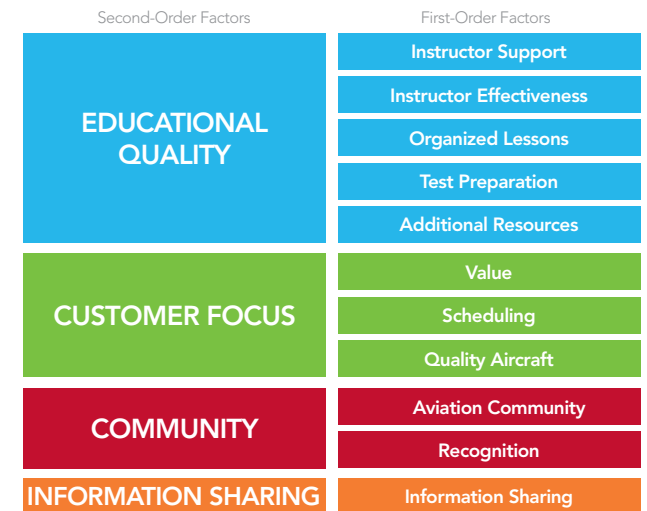 Second-Order Factors
First-Order Factors
EDUCATIONAL
QUALITY
Instructor Support
Instructor Effectiveness
Organized Lessons
Test Preparation
Additional Resources
CUSTOMER FOCUS
Value
Scheduling
Quality Aircraft
COMMUNITY
Aviation Community
Recognition
INFORMATION SHARING
Information Sharing